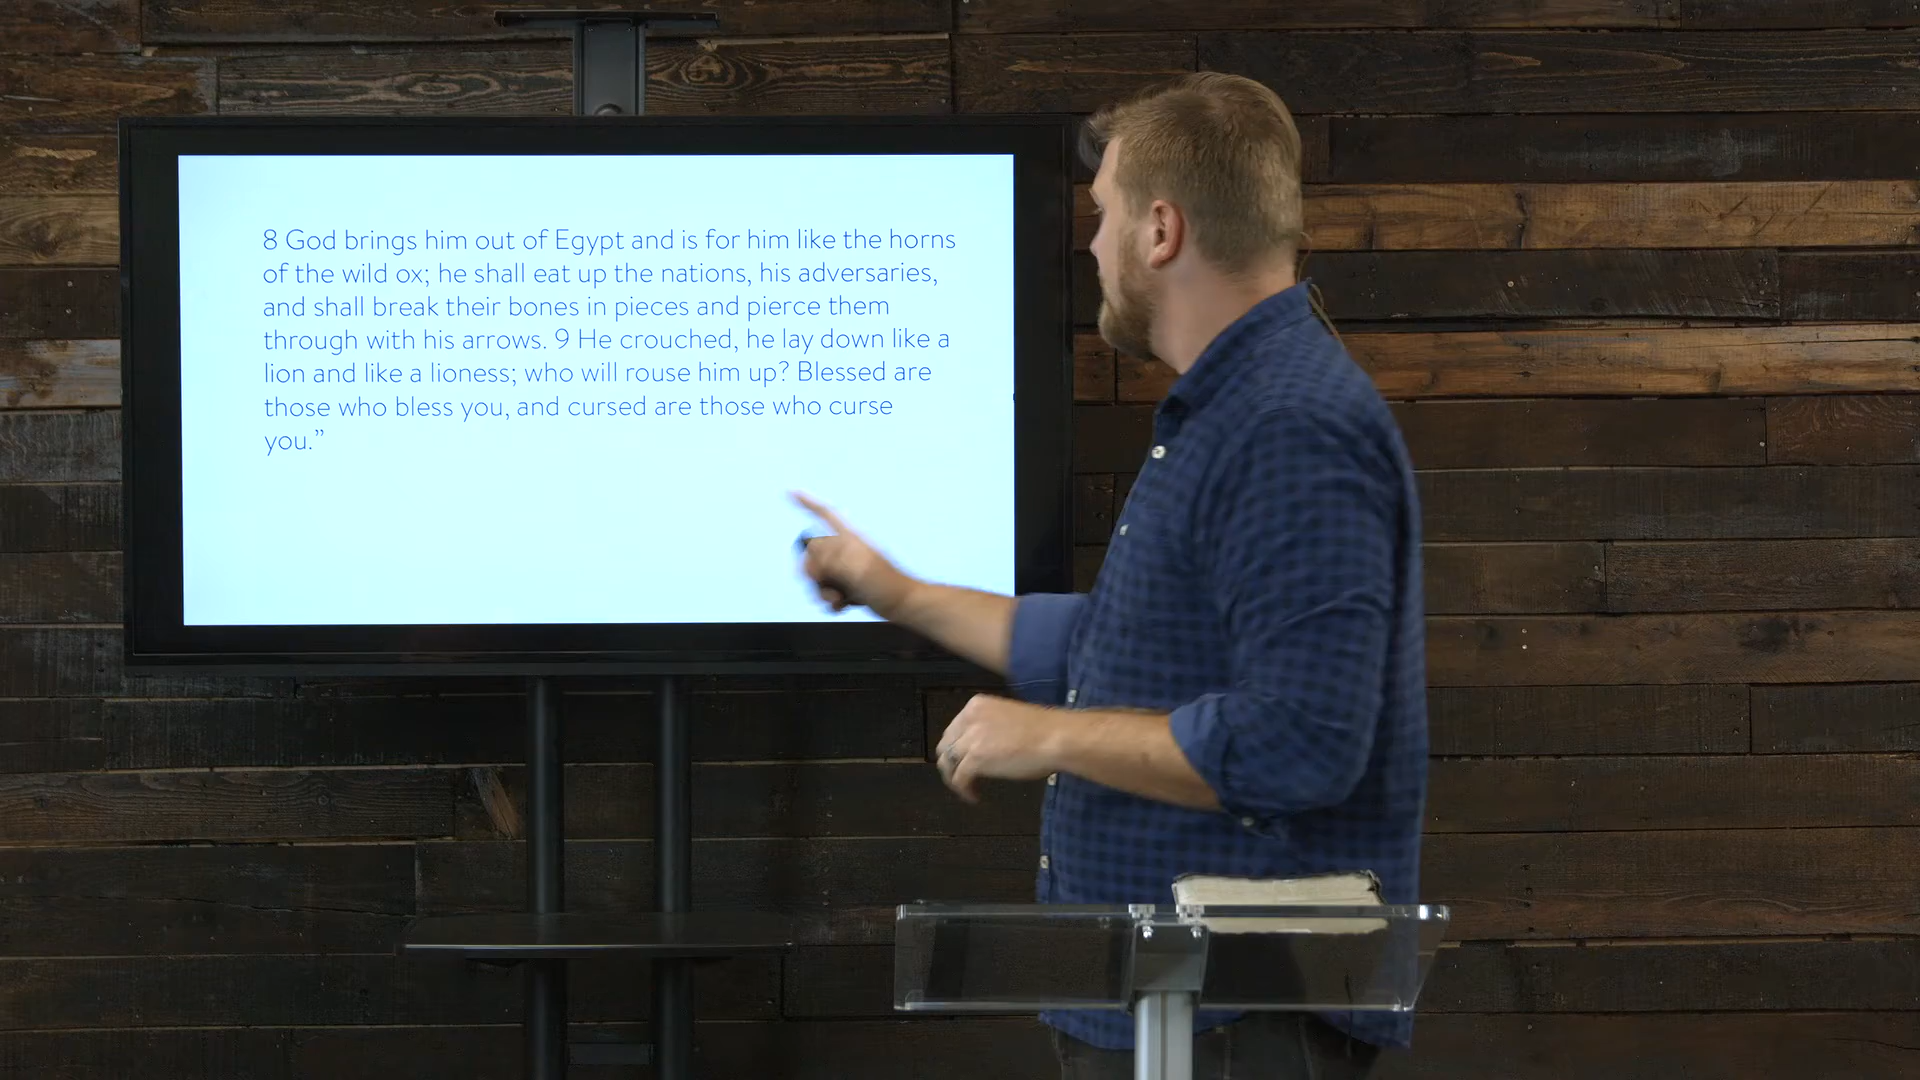 8 God brings him out of Egypt and is for him like the horns
of the wild ox; he shall eat up the nations, his adversaries,
and shall break their bones in pieces and pierce them
through with his arrows. 9 He crouched, he lay down like a
lion and like a lioness; who will rouse him up? Blessed are
those who bless you, and cursed are those who curse
you.”